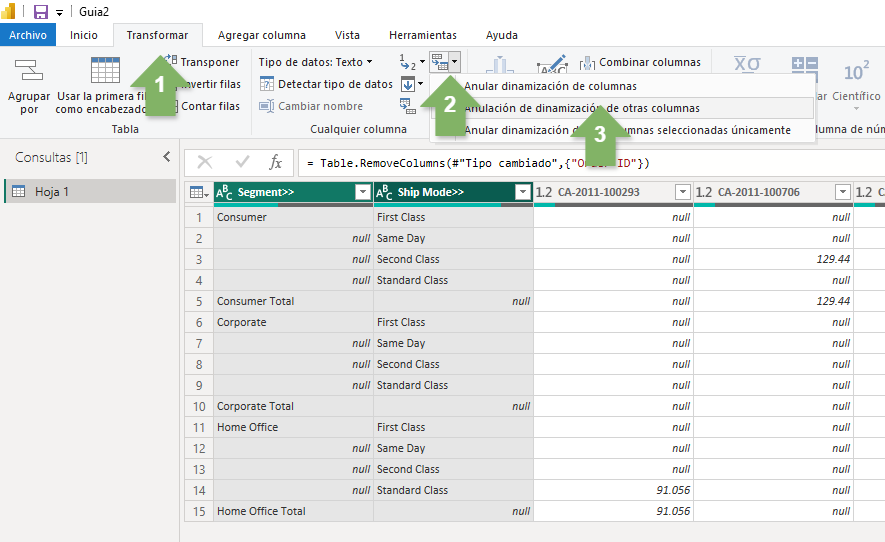 Guia2
Archivo Inicio Transformar Agregar columna Vista Herramientas Ayuda
Agrupar por
Usar la primera como encabezado
Transponer
Invertir filas
Contar filas
Tabla
Tipo de datos: Texto
Detectar tipo de datos
Cambiar nombre
Cualquier columna
Combinar columnas
Científico
Anular dinamización de columnas
Anulación de dinamización de otras columnas
Anular dinamización seleccionadas únicamente
1
2
3
Consultas [1]
Hoja 1
fx
= Table.RemoveColumns(#"Tipo cambiado",{" ID"})
Segment>> Ship Mode>> 1.2 CA-2011-100293 1.2 CA-2011-100706 1.2
1 Consumer First Class null null
2 null Same Day null null
3 null Second Class null 129.44
4 null Standard Class null null
5 Consumer Total null null 129.44
6 Corporate First Class null null
7 null Same Day null null
8 null Second Class null null
9 null Standard Class null null
10 Corporate Total null null null
11 Home Office First Class null null
12 null Same Day null null
13 null Second Class null null
14 null Standard Class 91.056 null
15 Home Office Total null 91.056 null